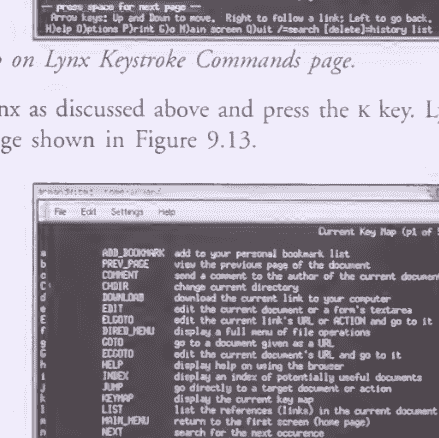 — press space for next page —
Arrow keys: Up and Down to move. Right to follow a link; Left to go back.
H)elp O)ptions P)rint G)o M)ain screen Q)uit /=search [delete]=history list
on Lynx Keystroke Commands page.
nx as discussed above and press the K key. Ly
ge shown in Figure 9.13.
File Edit Settings Help
Current Key Map (p1 of 5
a ADD_BOOKMARK add to your personal bookmark list
b PREV_PAGE view the previous page of the document
c COMMENT send a comment to the author of the current document
C CHDIR change current directory
d DOWNLOAD download the current link to your computer
e EDIT edit the current document or a form's textarea
E ELGOTO edit the current link's URL or ACTION and go to it
f DIRED_MENU display a full menu of file operations
g GOTO go to a document given as a URL
G ECGOTO edit the current document's URL and go to it
h HELP display help on using the browser
i INDEX display an index of potentially useful documents
J JUMP go directly to a target document or action
k KEYMAP display the current key map
l LIST list the references (links) in the current document
m MAIN_MENU return to the first screen (home page)
n NEXT search for the next occurence